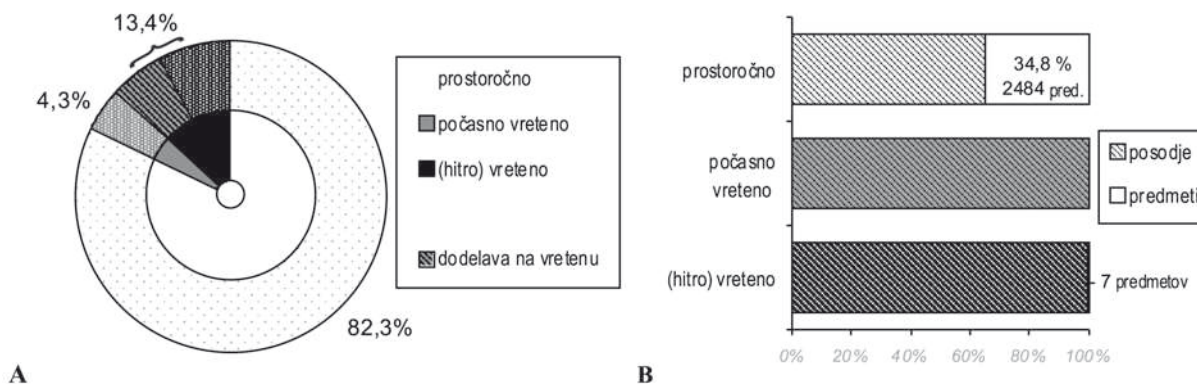 13,4%
4,3%
82,3%
prostoročno
počasno vreteno
(hitro) vreteno
dodelava na vretenu
A
prostoročno
34,8 %
2484 pred.
počasno
vreteno
(hitro) vreteno
7 predmetov
posodje
predmeti
0% 20% 40% 60% 80% 100%
B